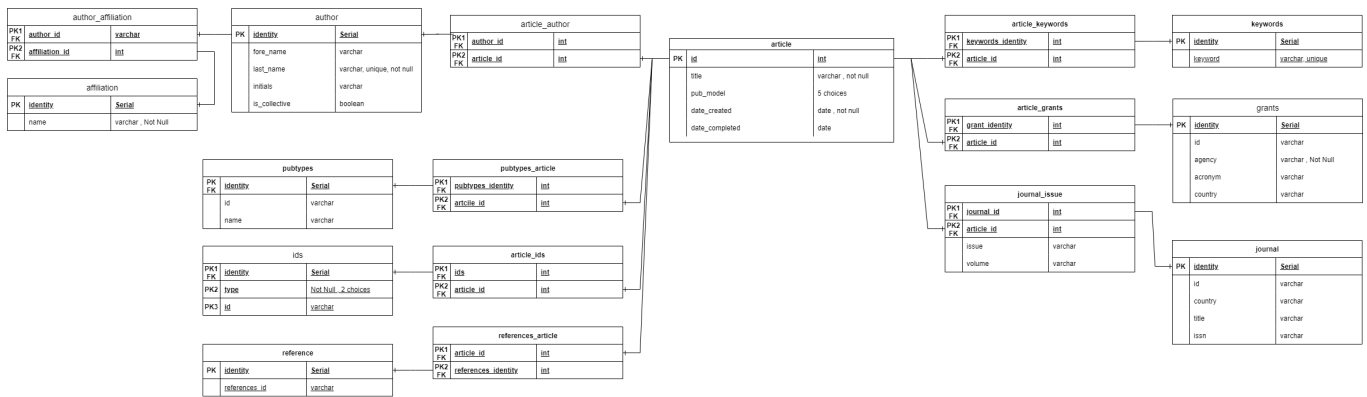 author_affiliation
PK1 FK author_id varchar
PK2 FK affiliation_id int
affiliation
PK identity Serial
name varchar , Not Null
author
PK identity Serial
fore_name varchar
last_name varchar, unique, not null
initials varchar
is_collective boolean
article_author
PK1 FK author_id int
PK2 FK article_id int
article
PK id int
title varchar , not null
pub_model 5 choices
date_created date , not null
date_completed date
pubtypes
PK FK identity Serial
id varchar
name varchar
pubtypes_article
PK1 FK pubtypes_identity int
PK2 FK artcile_id int
ids
PK1 FK identity Serial
PK2 type Not Null , 2 choices
PK3 id varchar
article_ids
PK1 FK ids int
PK2 FK article_id int
reference
PK identity Serial
references_id varchar
references_article
PK1 FK article_id int
PK2 FK references_identity int
article_keywords
PK1 FK keywords_identity int
PK2 FK article_id int
keywords
PK identity Serial
keyword varchar, unique
article_grants
PK1 FK grant_identity int
PK2 FK article_id int
grants
PK identity Serial
id varchar
agency varchar , Not Null
acronym varchar
country varchar
journal_issue
PK1 FK journal_id int
PK2 FK article_id int
issue varchar
volume varchar
journal
PK identity Serial
id varchar
country varchar
title varchar
issn varchar